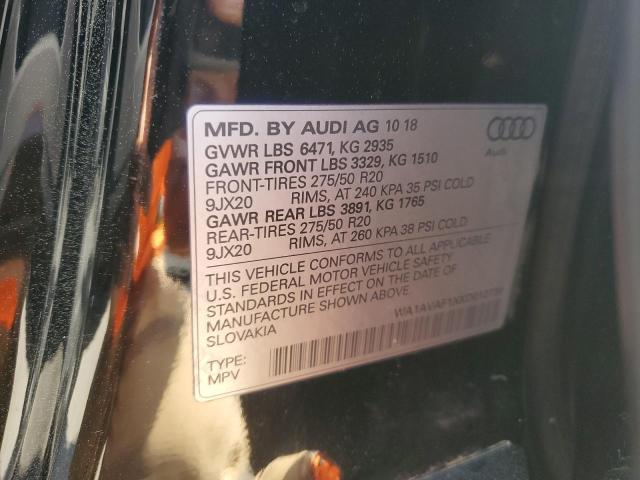 MFD. BY AUDI AG 10 18
GVWR LBS 6471, KG 2935
GAWR FRONT LBS 3329, KG 1510
FRONT-TIRES 275/50 R20
9JX20 RIMS, AT 240 KPA 35 PSI COLD
GAWR REAR LBS 3891, KG 1765
REAR-TIRES 275/50 R20
9JX20 RIMS, AT 260 KPA 38 PSI COLD
Audi
THIS VEHICLE CONFORMS TO ALL APPLICABLE
U.S. FEDERAL MOTOR VEHICLE SAFETY
STANDARDS IN EFFECT ON THE DATE OF
MANUFACTURE SHOWN ABOVE
SLOVAKIA
TYPE:
MPV